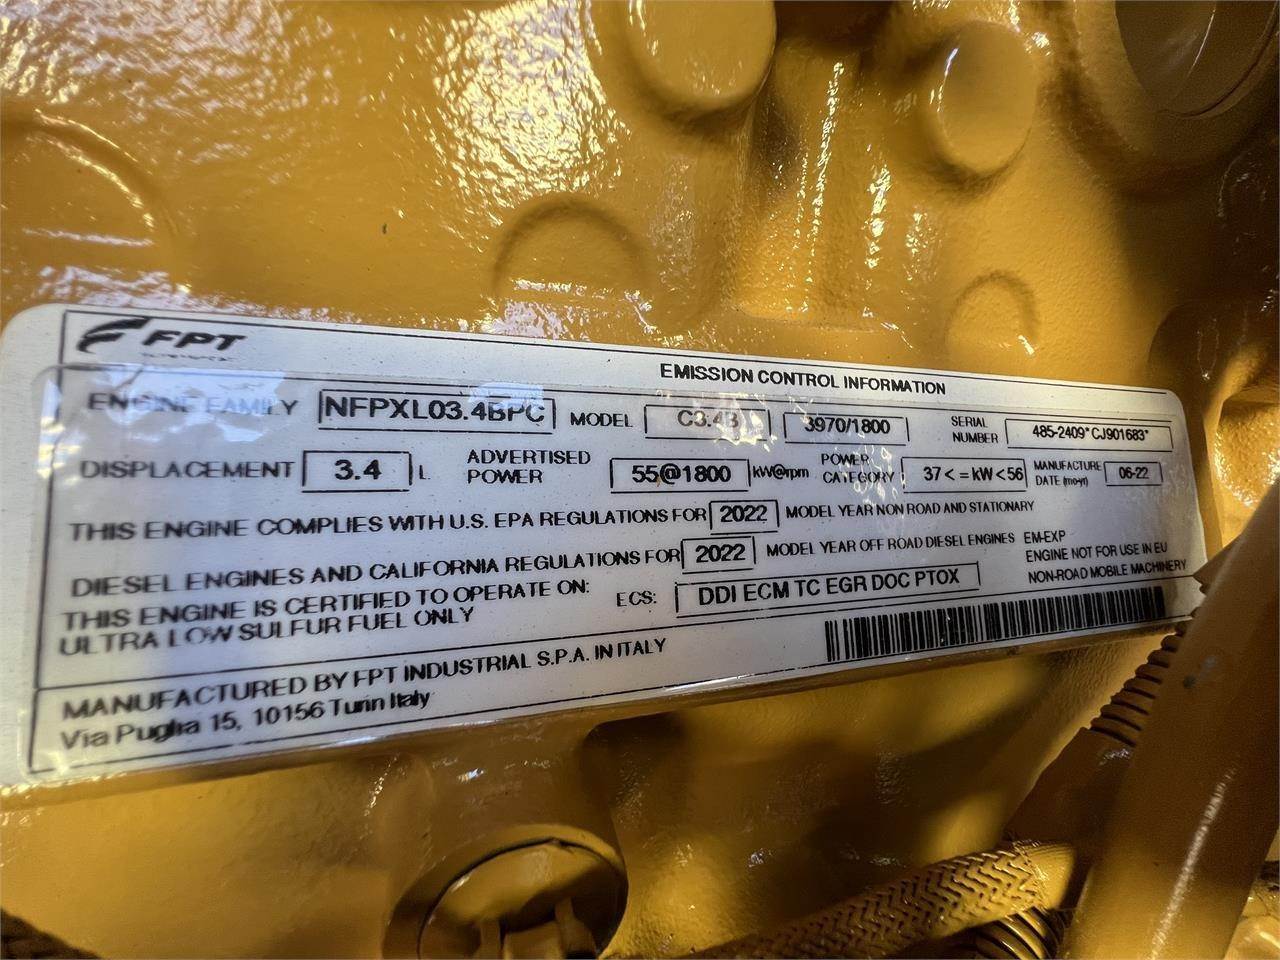 FPT
EMISSION CONTROL INFORMATION
ENGINE FAMILY NFPXL03.4BPC MODEL C3.4B 3970/1800 SERIAL NUMBER 485-2409*CJ901683*
DISPLACEMENT 3.4 L ADVERTISED POWER 55@1800 kW@rpm POWER CATEGORY 37<=kW<56 MANUFACTURE DATE (mo-yr) 06-22
THIS ENGINE COMPLIES WITH U.S. EPA REGULATIONS FOR 2022 MODEL YEAR NON ROAD AND STATIONARY
DIESEL ENGINES AND CALIFORNIA REGULATIONS FOR 2022 MODEL YEAR OFF ROAD DIESEL ENGINES
THIS ENGINE IS CERTIFIED TO OPERATE ON:
ULTRA LOW SULFUR FUEL ONLY
ECS: DDI ECM TC EGR DOC PTOX
EM-EXP
ENGINE NOT FOR USE IN EU
NON-ROAD MOBILE MACHINERY
MANUFACTURED BY FPT INDUSTRIAL S.P.A. IN ITALY
Via Puglia 15, 10156 Turin Italy